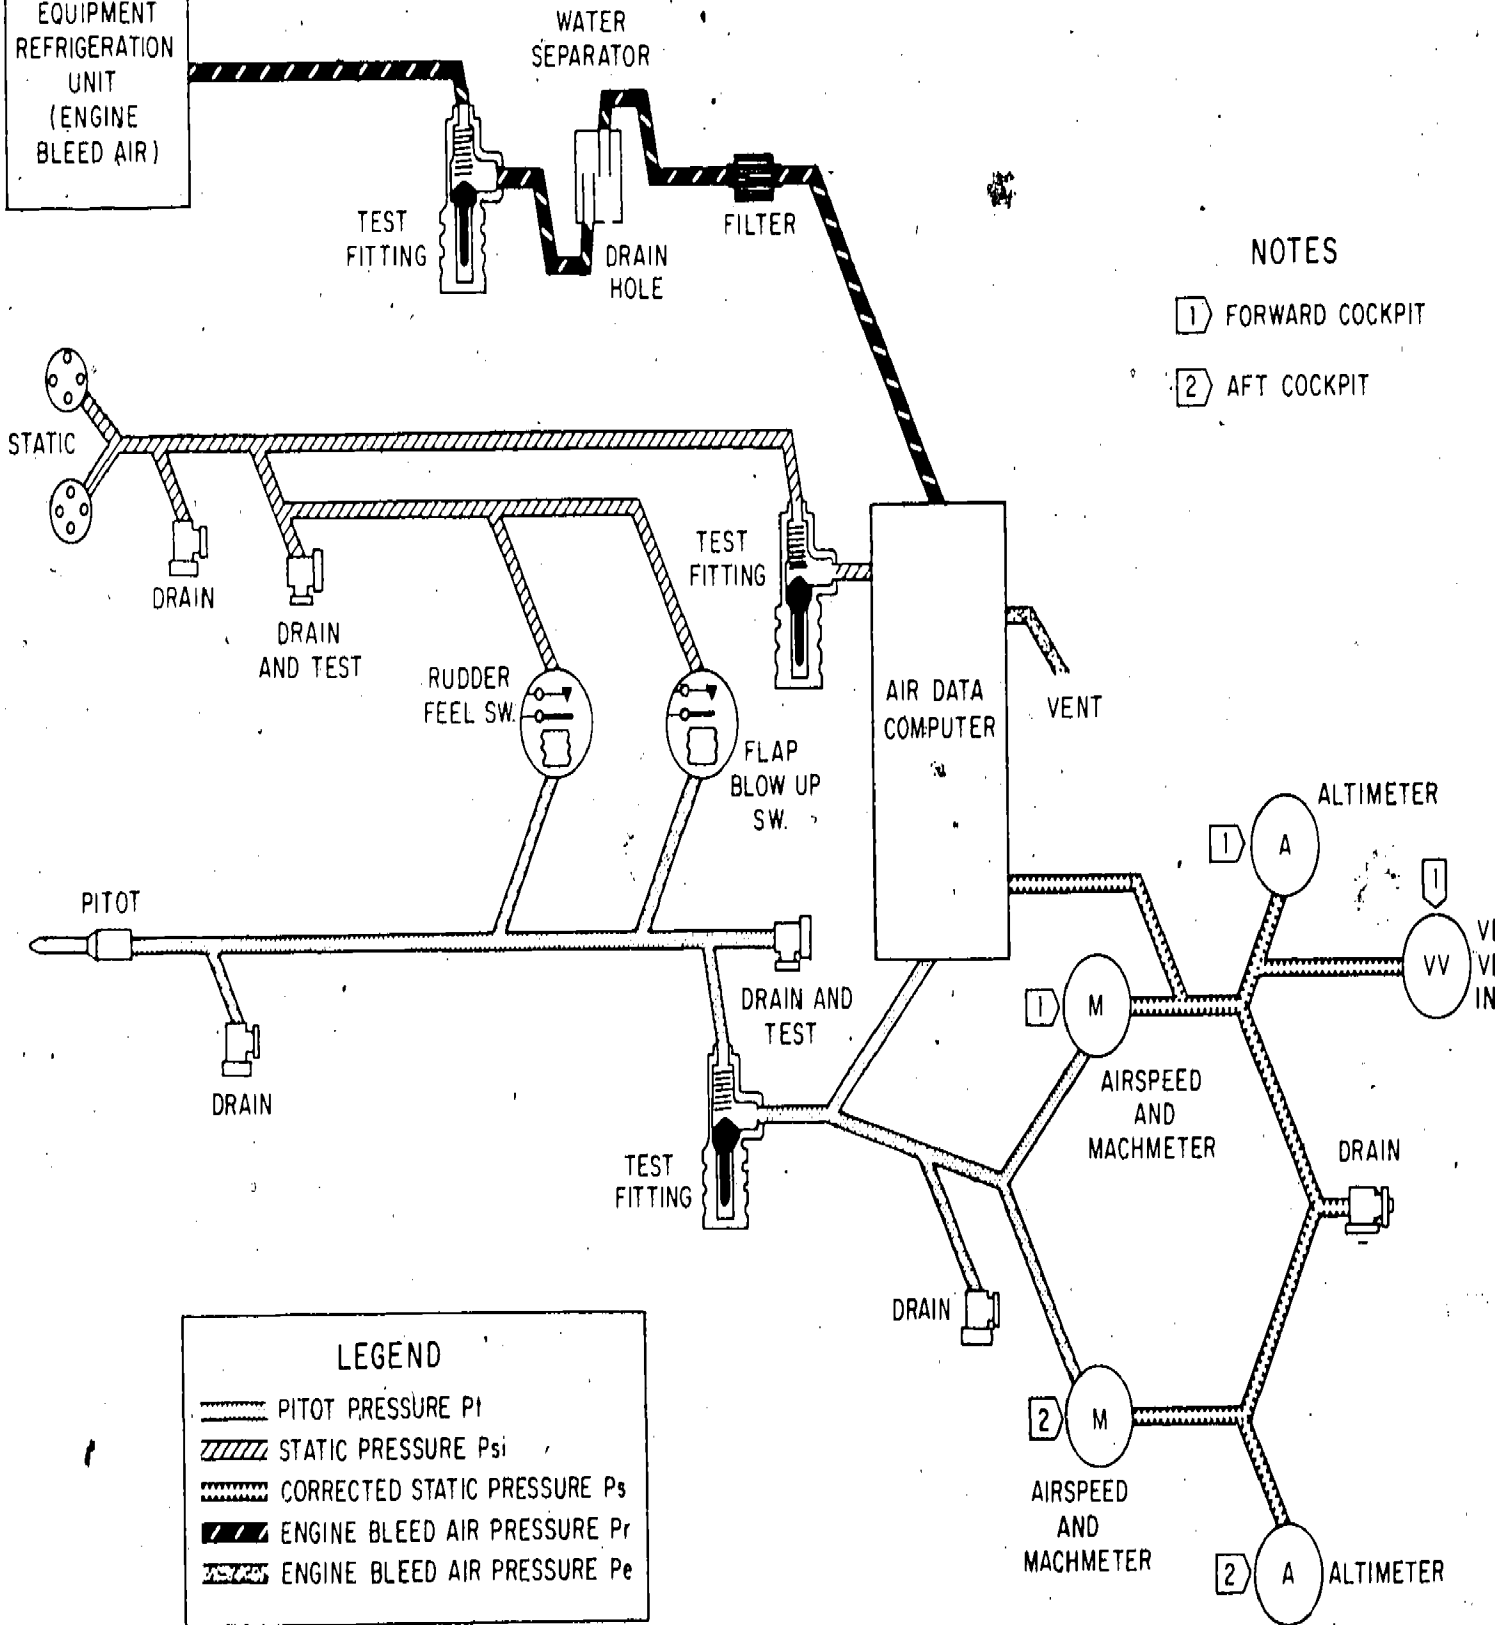 EQUIPMENT
REFRIGERATION
UNIT
(ENGINE
BLEED AIR)
WATER
SEPARATOR
TEST
FITTING
DRAIN
HOLE
FILTER
NOTES
1 FORWARD COCKPIT
2 AFT COCKPIT
STATIC
DRAIN
DRAIN
AND TEST
TEST
FITTING
RUDDER
FEEL SW.
FLAP
BLOW UP
SW.
AIR DATA
COMPUTER
VENT
ALTIMETER
1
A
1
VV
VI
VI
IN
PITOT
DRAIN
DRAIN AND
TEST
1
M
AIRSPEED
AND
MACHMETER
DRAIN
TEST
FITTING
DRAIN
2
M
AIRSPEED
AND
MACHMETER
2
A
ALTIMETER
LEGEND
PITOT PRESSURE Pt
STATIC PRESSURE Psi
CORRECTED STATIC PRESSURE Ps
ENGINE BLEED AIR PRESSURE Pr
ENGINE BLEED AIR PRESSURE Pe